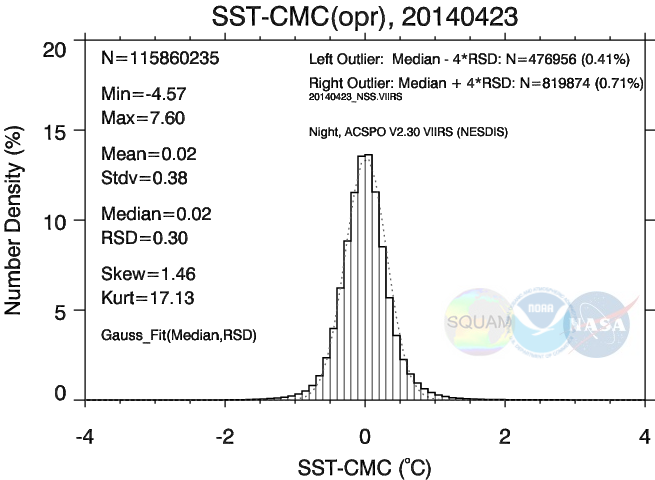 SST-CMC(opr), 20140423
N=115860235
Left Outlier: Median - 4*RSD: N=476956 (0.41%)
Right Outlier: Median + 4*RSD: N=819874 (0.71%)
20140423_NSS.VIIRS
Min=-4.57
Max=7.60
Night, ACSPO V2.30 VIIRS (NESDIS)
Mean=0.02
Stdv=0.38
Median=0.02
RSD=0.30
Skew=1.46
Kurt=17.13
Gauss_Fit(Median,RSD)
SQUAM
NOAA
NASA
Number Density (%)
20
15
10
5
0
-4 -2 0 2 4
SST-CMC (°C)